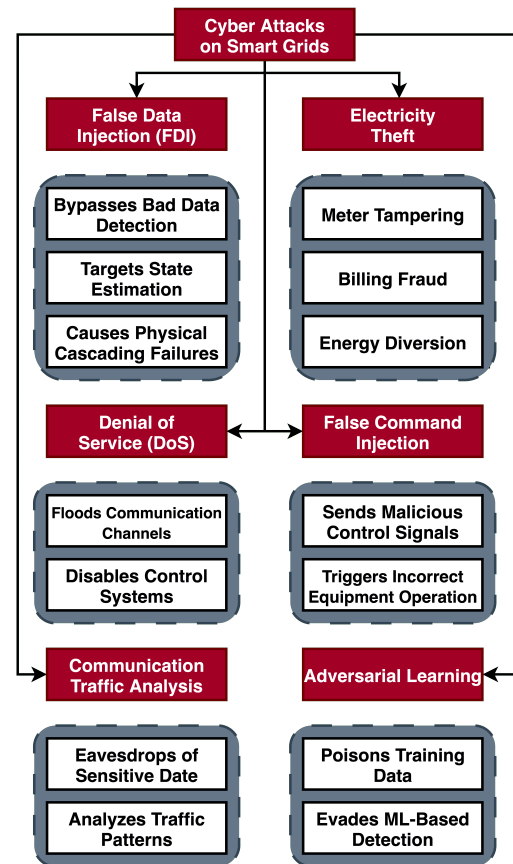 Cyber Attacks
on Smart Grids
False Data
Injection (FDI)
Electricity
Theft
Bypasses Bad Data
Detection
Targets State
Estimation
Causes Physical
Cascading Failures
Meter Tampering
Billing Fraud
Energy Diversion
Denial of
Service (DoS)
False Command
Injection
Floods Communication
Channels
Disables Control
Systems
Sends Malicious
Control Signals
Triggers Incorrect
Equipment Operation
Communication
Traffic Analysis
Adversarial Learning
Eavesdrops of
Sensitive Date
Analyzes Traffic
Patterns
Poisons Training
Data
Evades ML-Based
Detection